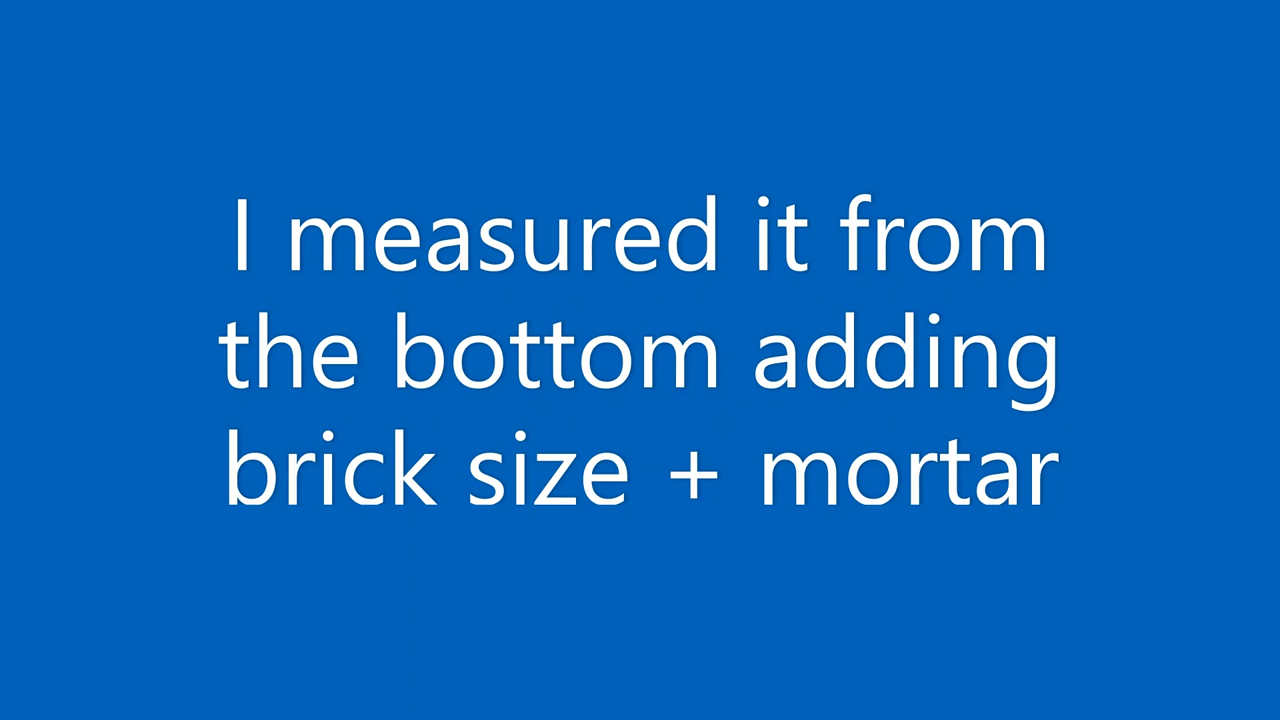 I measured it from
the bottom adding
brick size + mortar